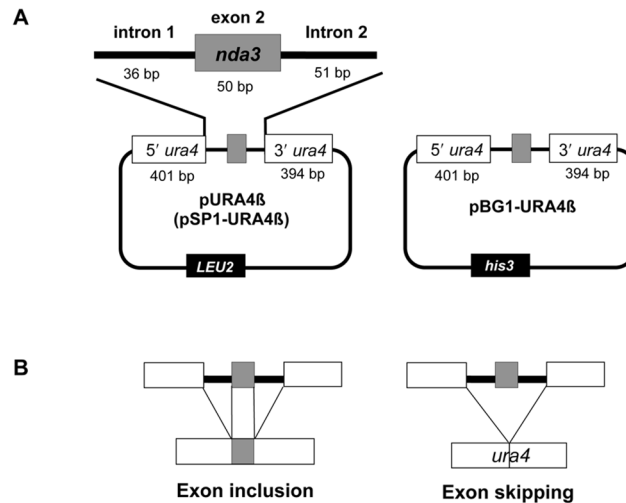 A
exon 2
intron 1
nda3
Intron 2
36 bp
50 bp
51 bp
5' ura4
3' ura4
401 bp
394 bp
pURA4ß
(pSP1-URA4ß)
LEU2
5' ura4
3' ura4
401 bp
394 bp
pBG1-URA4ß
his3
B
ura4
Exon inclusion
Exon skipping